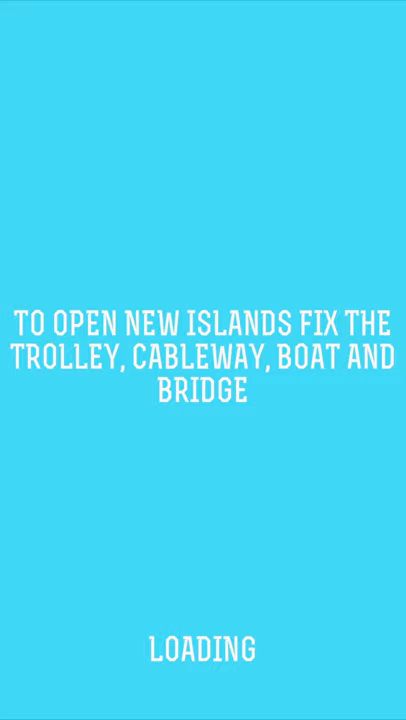 TO OPEN NEW ISLANDS FIX THE
TROLLEY, CABLEWAY, BOAT AND
BRIDGE
LOADING